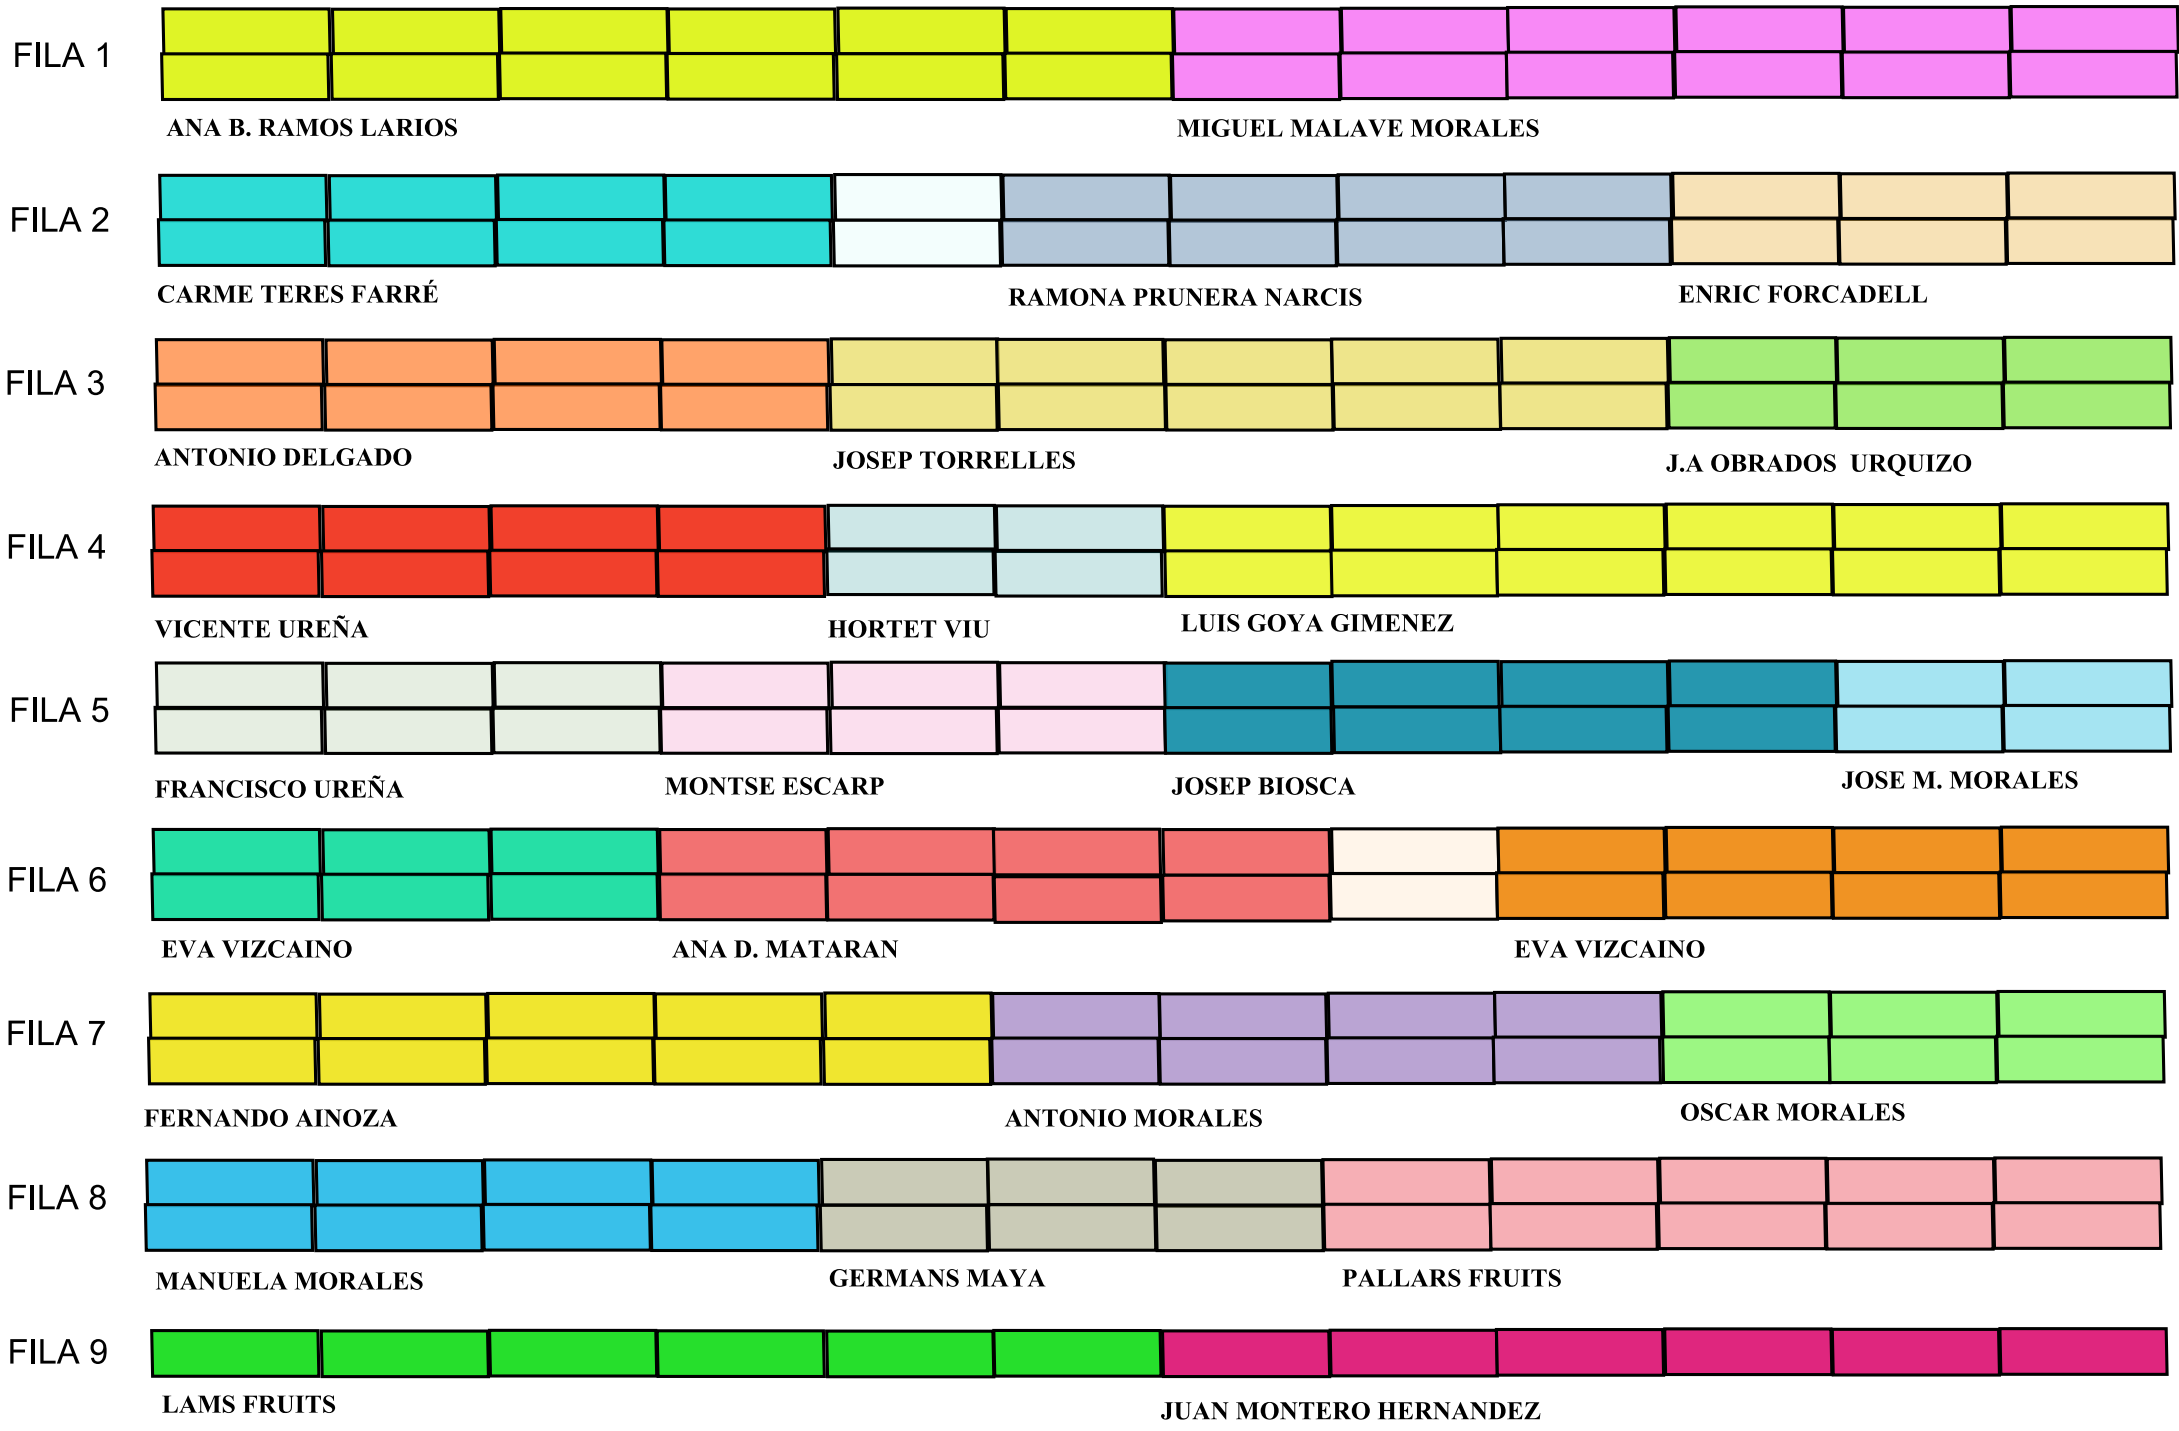 FILA 1
ANA B. RAMOS LARIOS
MIGUEL MALAVE MORALES
FILA 2
CARME TERES FARRÉ
RAMONA PRUNERA NARCIS
ENRIC FORCADELL
FILA 3
ANTONIO DELGADO
JOSEP TORRELLES
J.A OBRADOS URQUIZO
FILA 4
VICENTE UREÑA
HORTET VIU
LUIS GOYA GIMENEZ
FILA 5
FRANCISCO UREÑA
MONTSE ESCARP
JOSEP BIOSCA
JOSE M. MORALES
FILA 6
EVA VIZCAINO
ANA D. MATARAN
EVA VIZCAINO
FILA 7
FERNANDO AINOZA
ANTONIO MORALES
OSCAR MORALES
FILA 8
MANUELA MORALES
GERMANS MAYA
PALLARS FRUITS
FILA 9
LAMS FRUITS
JUAN MONTERO HERNANDEZ